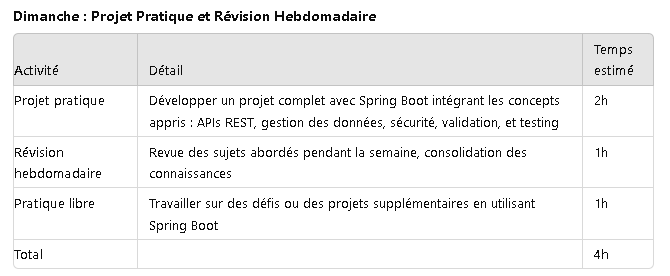 Dimanche : Projet Pratique et Révision Hebdomadaire
Activité Détail Temps estimé
Projet pratique Développer un projet complet avec Spring Boot intégrant les concepts 2h
appris : APIs REST, gestion des données, sécurité, validation, et testing
Révision Revue des sujets abordés pendant la semaine, consolidation des 1h
hebdomadaire connaissances
Pratique libre Travailler sur des défis ou des projets supplémentaires en utilisant 1h
Spring Boot
Total 4h